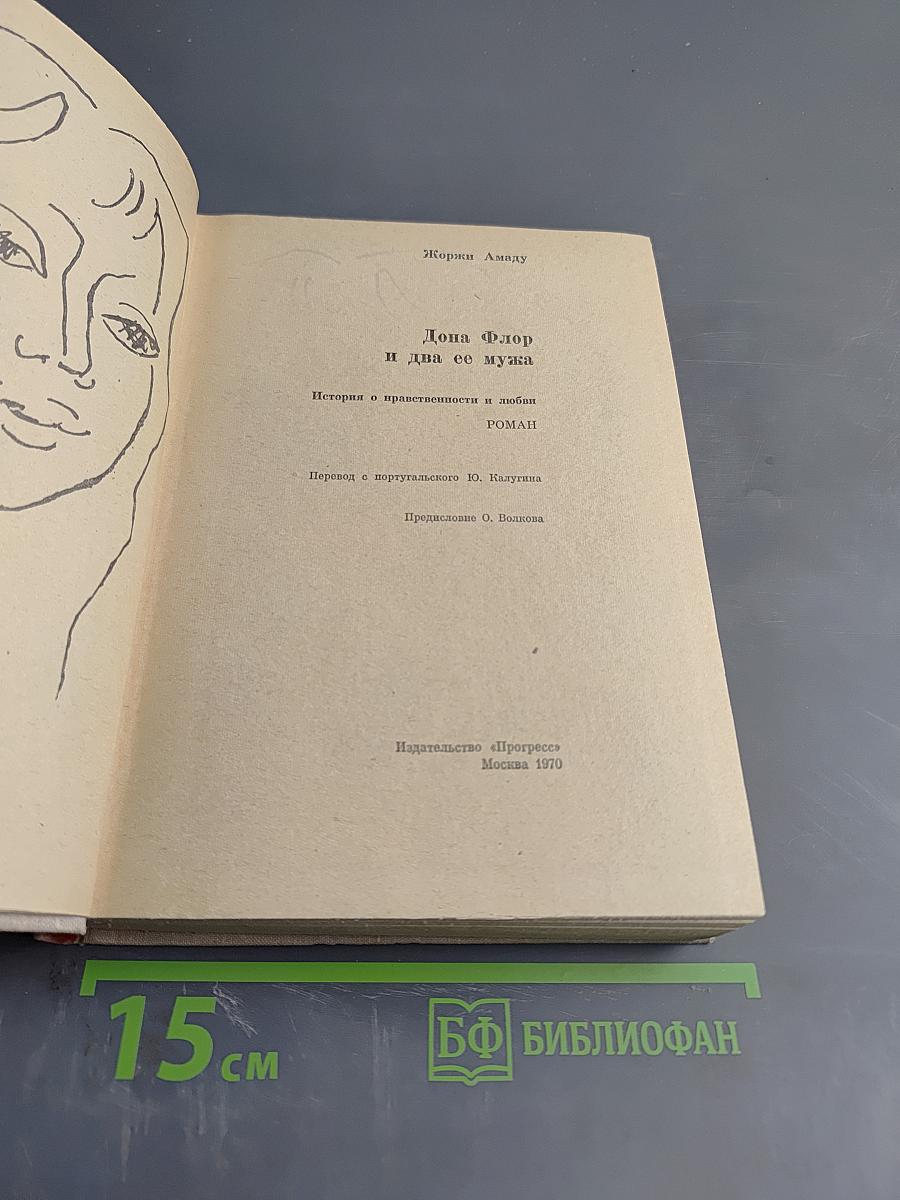 Жоржи Амаду
Дона Флор
и два ее мужа
История о нравственности и любви
РОМАН
Перевод с португальского Ю. Калугина
Предисловие О. Волкова
Издательство «Прогресс»
Москва 1970
15 см
БФ БИБЛИОФАН